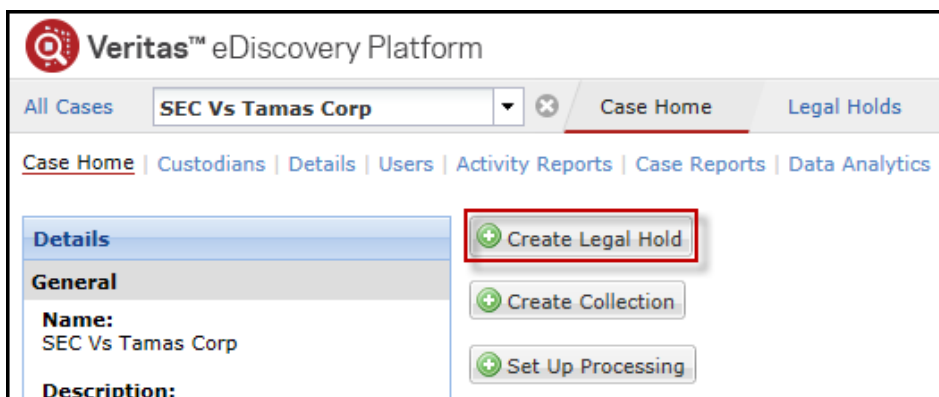 Veritas™ eDiscovery Platform
All Cases SEC Vs Tamas Corp Case Home Legal Holds
Case Home | Custodians | Details | Users | Activity Reports | Case Reports | Data Analytics
Details
General
Name:
SEC Vs Tamas Corp
Description:
Create Legal Hold
Create Collection
Set Up Processing